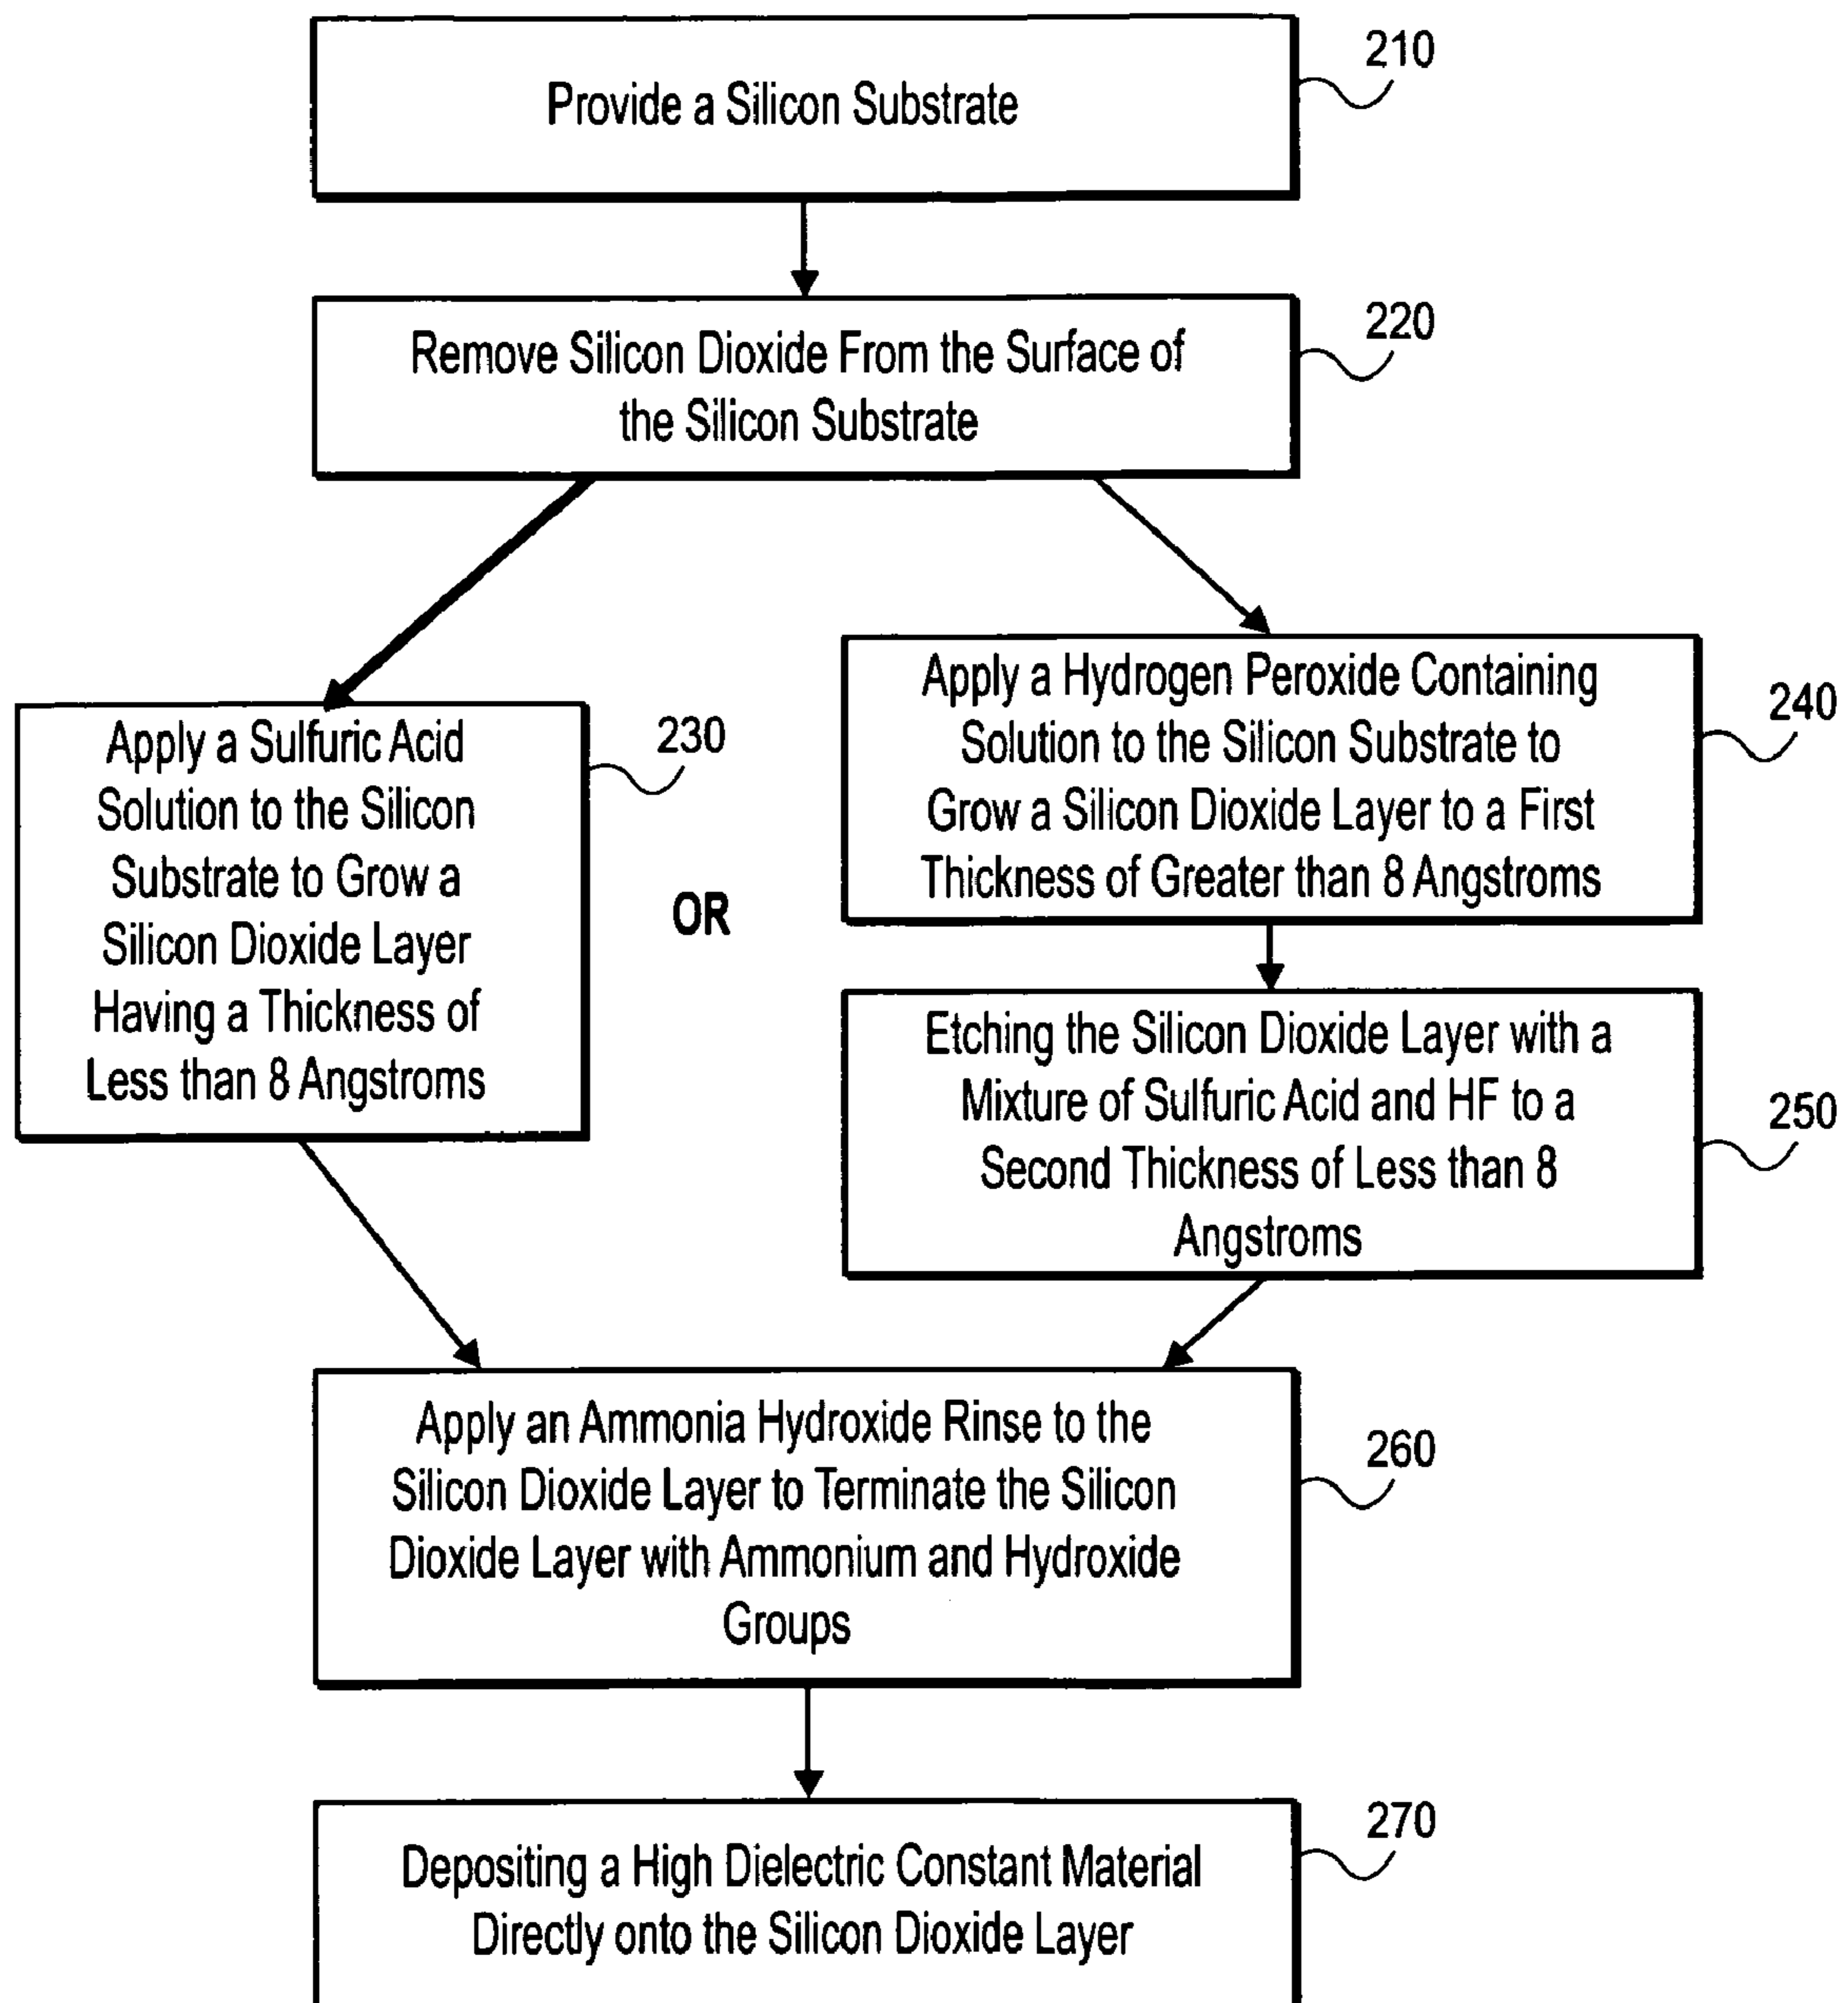 Provide a Silicon Substrate
210
Remove Silicon Dioxide From the Surface of
the Silicon Substrate
220
Apply a Sulfuric Acid
Solution to the Silicon
Substrate to Grow a
Silicon Dioxide Layer
Having a Thickness of
Less than 8 Angstroms
230
OR
Apply a Hydrogen Peroxide Containing
Solution to the Silicon Substrate to
Grow a Silicon Dioxide Layer to a First
Thickness of Greater than 8 Angstroms
240
Etching the Silicon Dioxide Layer with a
Mixture of Sulfuric Acid and HF to a
Second Thickness of Less than 8
Angstroms
250
Apply an Ammonia Hydroxide Rinse to the
Silicon Dioxide Layer to Terminate the Silicon
Dioxide Layer with Ammonium and Hydroxide
Groups
260
Depositing a High Dielectric Constant Material
Directly onto the Silicon Dioxide Layer
270